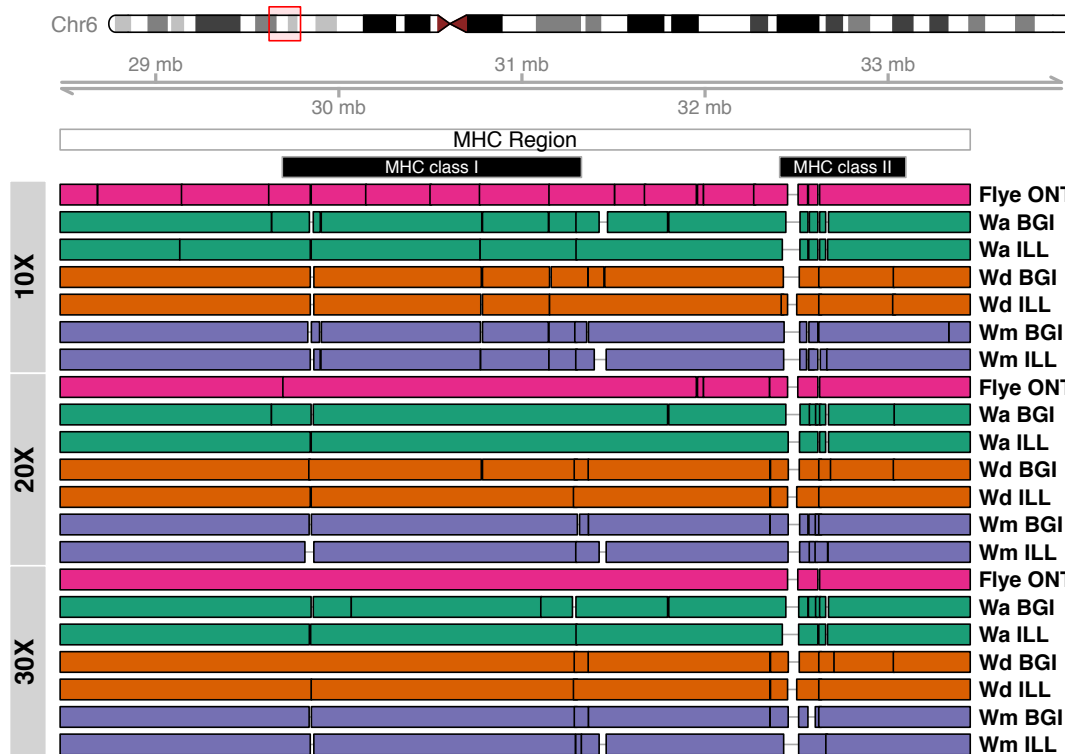 Chr6
29 mb
31 mb
33 mb
30 mb
32 mb
MHC Region
MHC class I
MHC class II
10X
Flye ONT
Wa BGI
Wa ILL
Wd BGI
Wd ILL
Wm BGI
Wm ILL
20X
Flye ONT
Wa BGI
Wa ILL
Wd BGI
Wd ILL
Wm BGI
Wm ILL
30X
Flye ONT
Wa BGI
Wa ILL
Wd BGI
Wd ILL
Wm BGI
Wm ILL